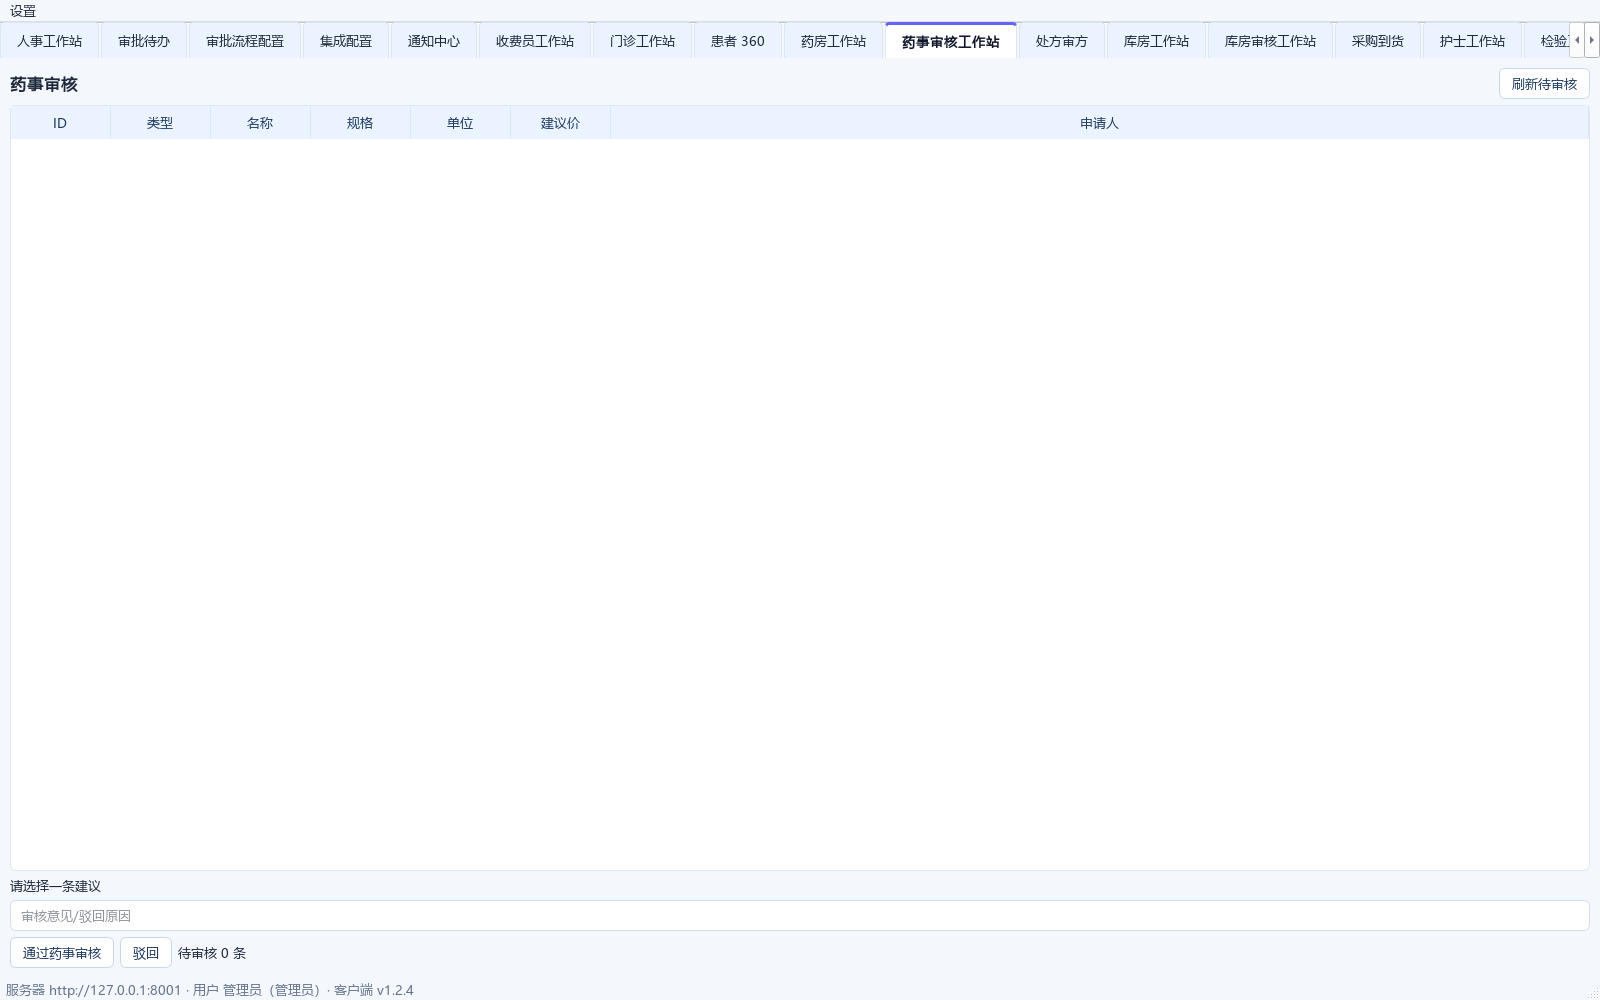 设置
人事工作站 审批待办 审批流程配置 集成配置 通知中心 收费员工作站 门诊工作站 患者 360 药房工作站 药事审核工作站 处方审方 库房工作站 库房审核工作站 采购到货 护士工作站 检验
药事审核 刷新待审核
ID 类型 名称 规格 单位 建议价 申请人
请选择一条建议
审核意见/驳回原因
通过药事审核 驳回 待审核 0 条
服务器 http://127.0.0.1:8001 · 用户 管理员（管理员）· 客户端 v1.2.4